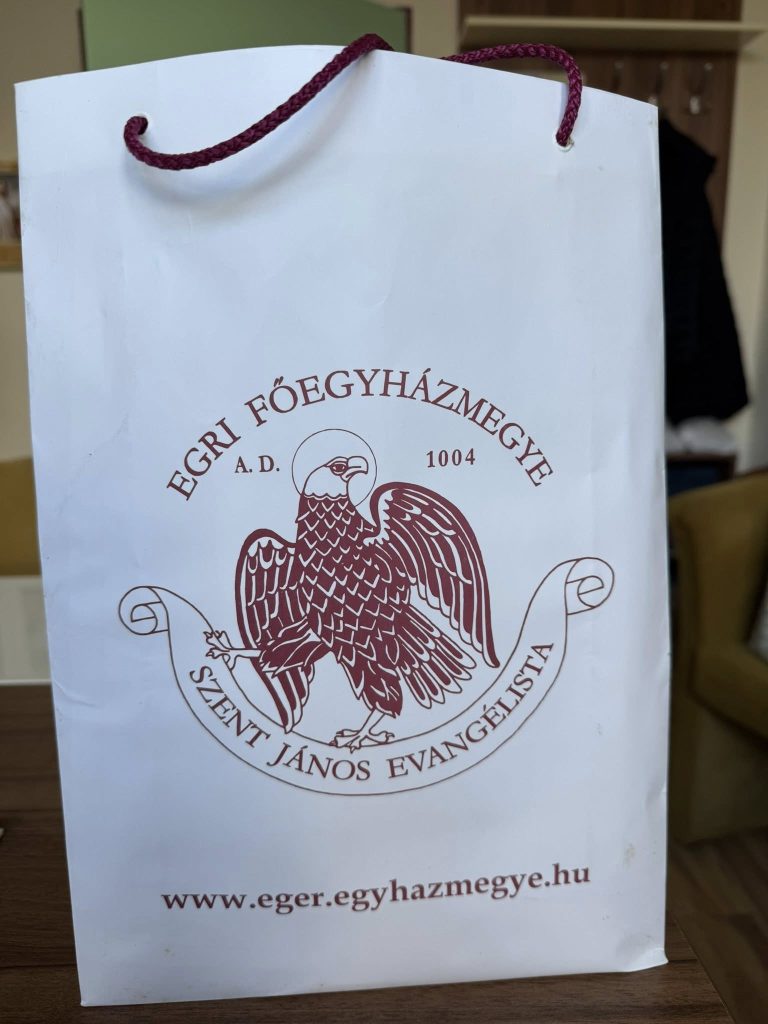 EGRI FŐEGYHÁZMEGYE
A. D. 1004
SZENT JÁNOS EVANGÉLISTA
www.eger.egyhazmegye.hu